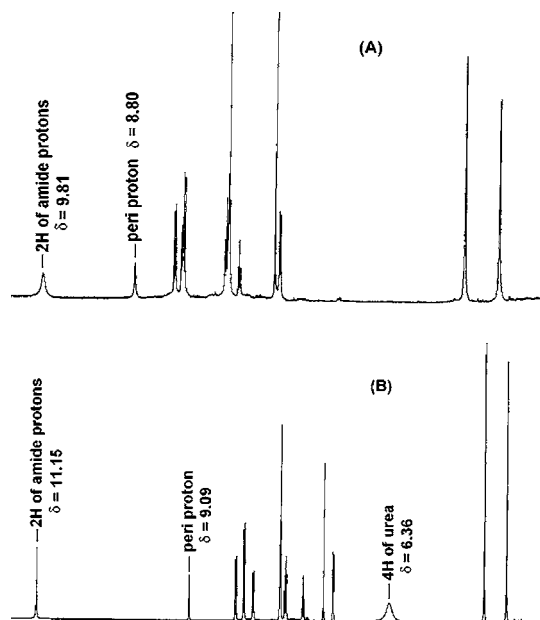 (A)
2H of amide protons
δ = 9.81
peri proton δ = 8.80
(B)
2H of amide protons
δ = 11.15
peri proton
δ = 9.09
4H of urea
δ = 6.36